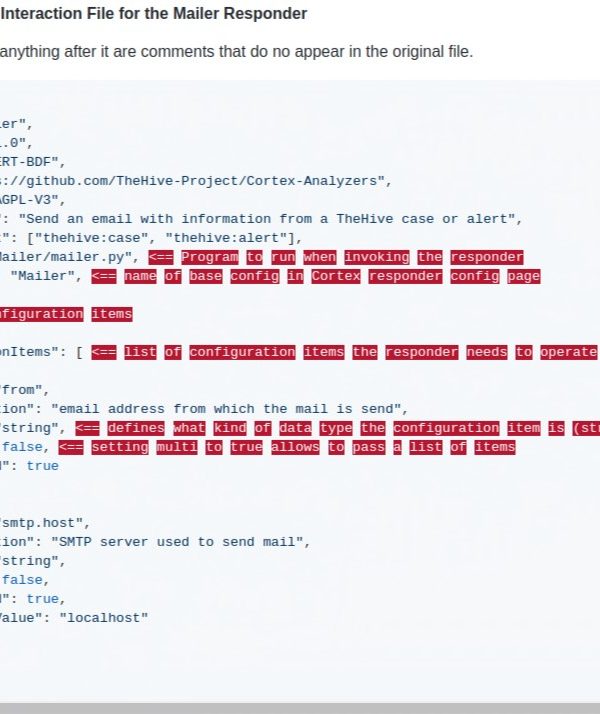 Interaction File for the Mailer Responder
anything after it are comments that do no appear in the original file.
er",
.0",
ERT-BDF",
s://github.com/TheHive-Project/Cortex-Analyzers",
AGPL-V3",
": "Send an email with information from a TheHive case or alert",
": ["thehive:case", "thehive:alert"],
Mailer/mailer.py", <== Program to run when invoking the responder
"Mailer", <== name of base config in Cortex responder config page
nfiguration items
onItems": [ <== list of configuration items the responder needs to operate
"from",
tion": "email address from which the mail is send",
"string", <== defines what kind of data type the configuration item is (str
false, <== setting multi to true allows to pass a list of items
": true
"smtp.host",
tion": "SMTP server used to send mail",
"string",
false,
": true,
Value": "localhost"